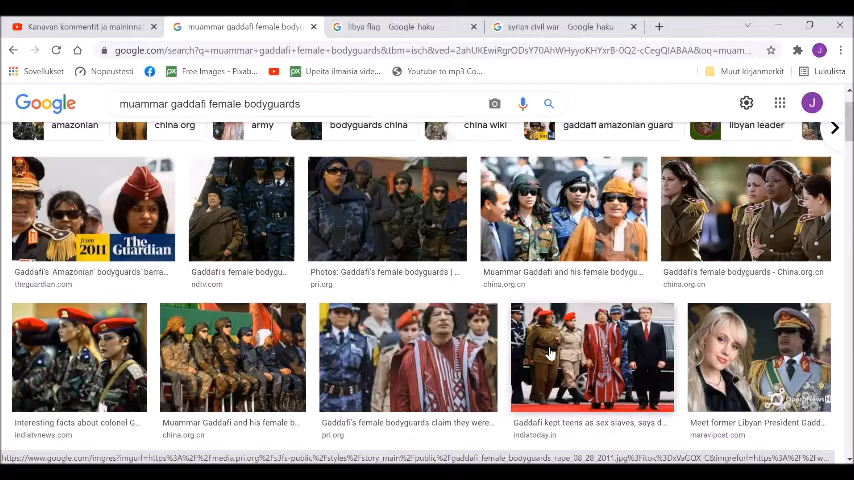 Kanavan kommentit ja maininna
muammar gaddafi female body
libya flag - Google-haku
syrian civil war - Google-haku
google.com/search?q=muammar+gaddafi+female+bodyguards&tbm=isch&ved=2ahUKEwiRgrODsY70AhWHyyoKHYxrB-0Q2-cCegQIABAA&oq=muam...
J
Sovellukset
Nopeustesti
Free Images - Pixab...
Upeita ilmaisia video...
Youtube to mp3 Co...
Muut kirjanmerkit
Lukulista
Google
muammar gaddafi female bodyguards
J
amazonian
china org
army
bodyguards china
china wiki
gaddafi amazonian guard
libyan leader
from 2011
The Guardian
Gaddafi's 'Amazonian' bodyguards' barra...
theguardian.com
Gaddafi's female bodygu...
ndtv.com
Photos: Gaddafi's female bodyguards | ...
pri.org
Muammar Gaddafi and his female bodygu...
china.org.cn
Gaddafi's female bodyguards - China.org.cn
china.org.cn
Interesting facts about colonel G...
indiatvnews.com
Muammar Gaddafi and his female b...
china.org.cn
Gaddafi's female bodyguards claim they were...
pri.org
Gaddafi kept teens as sex slaves, says d...
indiatoday.in
Meet former Libyan President Gadd...
maravipost.com